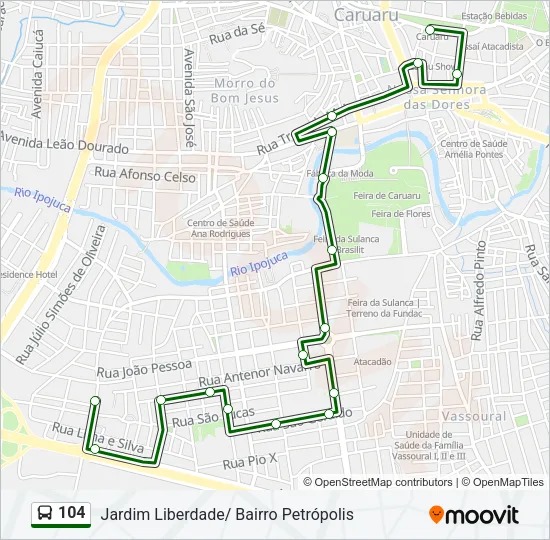 Caruaru
Estação Bebidas
Rua da Sé
Caruaru
Assaí Atacadista
Avenida Caiucá
Avenida São José
Morro do
Bom Jesus
Show
Nossa Senhora
das Dores
Avenida Leão Dourado
Rua
Centro de Saúde
Amélia Pontes
Rua Afonso Celso
Fábrica da Moda
Rio Ipojuca
Feira de Caruaru
Feira de Flores
Centro de Saúde
Ana Rodrigues
Feira da Sulanca
Brasilit
Rio Ipojuca
esidence Hotel
Rua Júlio Simões de Oliveira
Rua Alfredo Pinto
Feira da Sulanca |
Terreno da Fundac
Rua João Pessoa
Atacadão
Rua Antenor Navarro
Rua São Lucas
Vassoural
Rua Lima e Silva
Unidade de
Saúde da Família
Vassoural I, II e III
Rua Pio X
© OpenStreetMap contributors | © OpenMapTiles
104 Jardim Liberdade/ Bairro Petrópolis
moovit